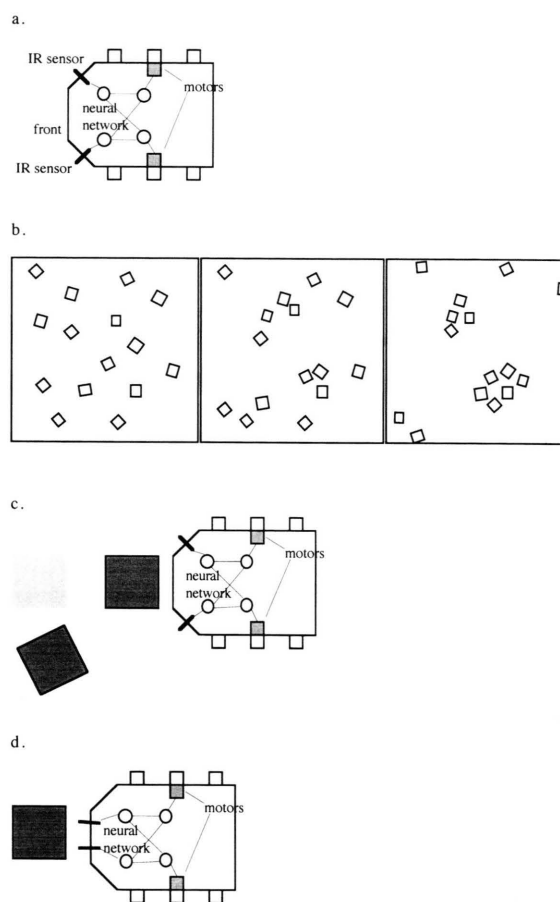 a.
IR sensor
motors
neural
front network
IR sensor
b.
c.
motors
neural
network
d.
motors
neural
network